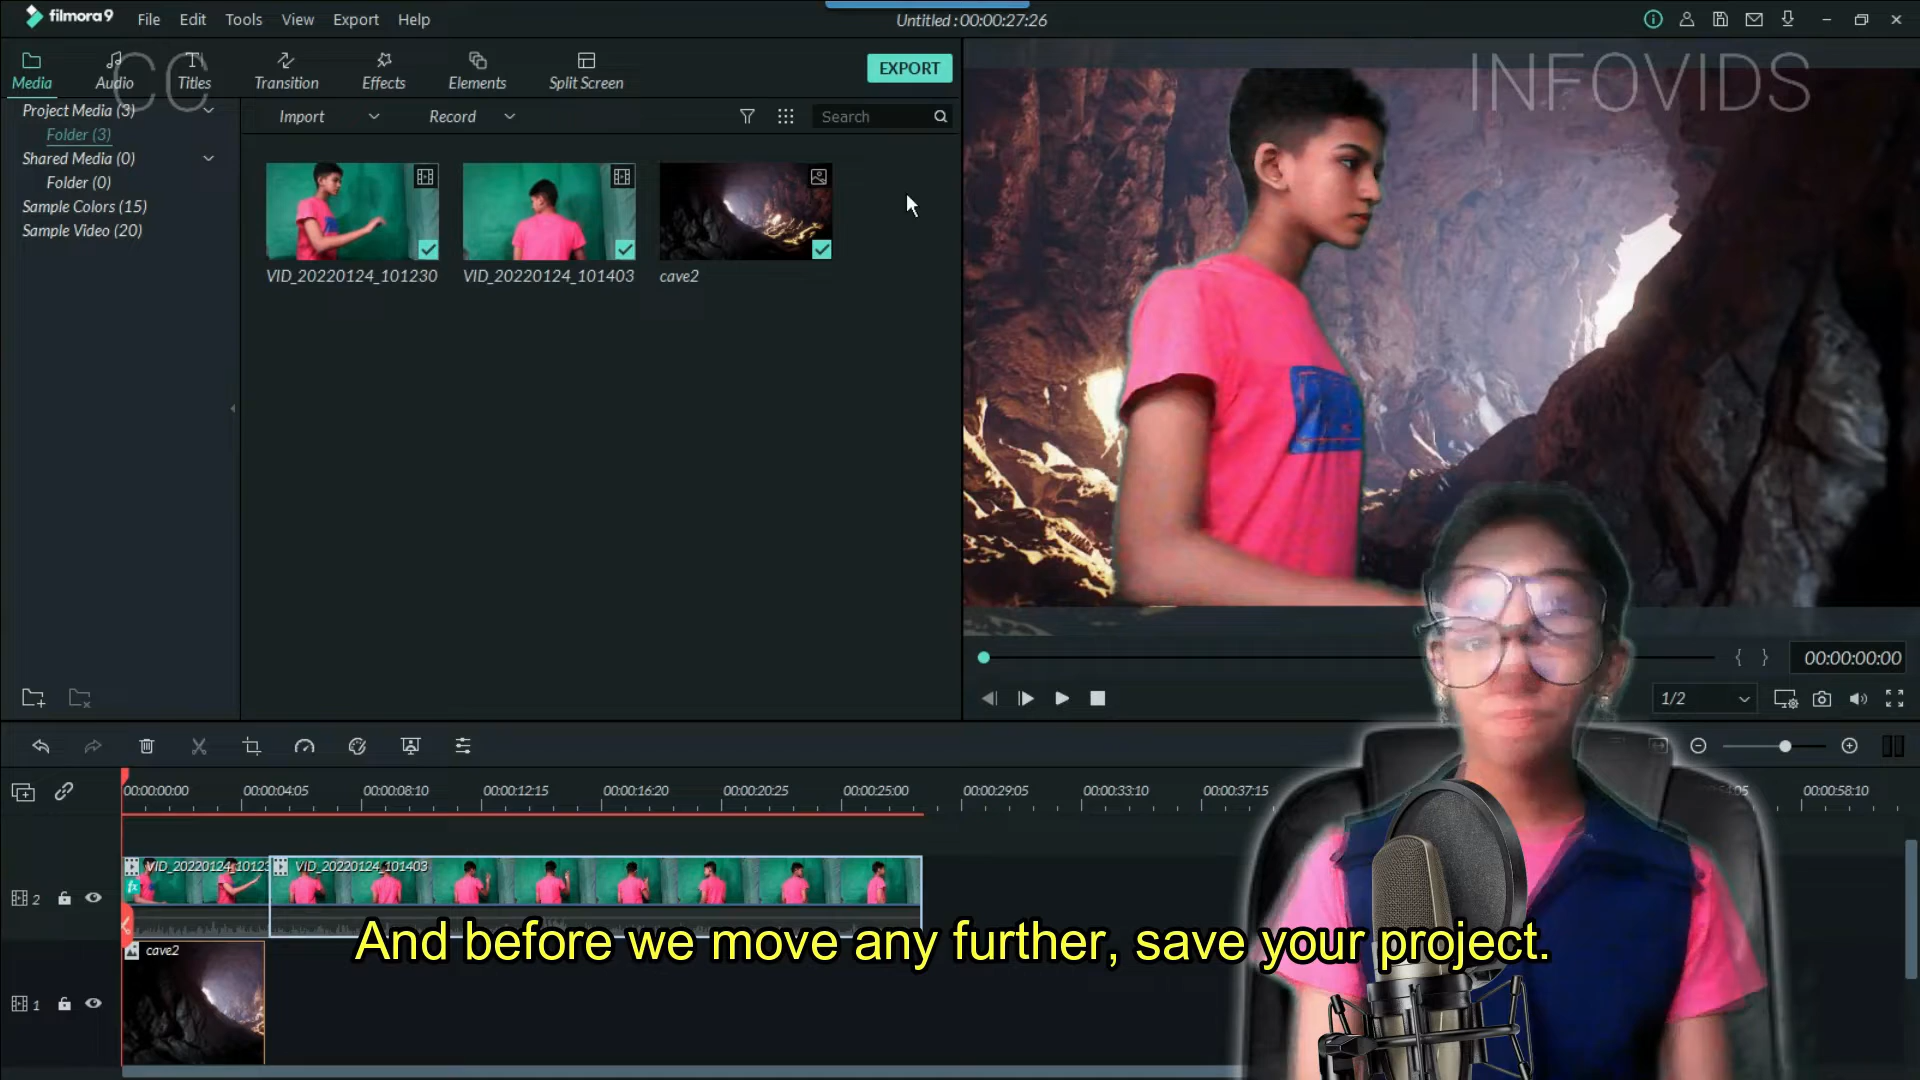 filmora9 File Edit Tools View Export Help Untitled : 00:00:27:26
Media Audio Titles Transition Effects Elements Split Screen EXPORT
CC INFOVIDS
Project Media (3)
Folder (3)
Shared Media (0)
Folder (0)
Sample Colors (15)
Sample Video (20)
Import Record Search
VID_20220124_101230 VID_20220124_101403 cave2
00:00:00:00
1/2
00:00:00:00 00:00:04:05 00:00:08:10 00:00:12:15 00:00:16:20 00:00:20:25 00:00:25:00 00:00:29:05 00:00:33:10 00:00:37:15 00:00:58:10
VID_20220124_10123 VID_20220124_101403
2
cave2
1
And before we move any further, save your project.